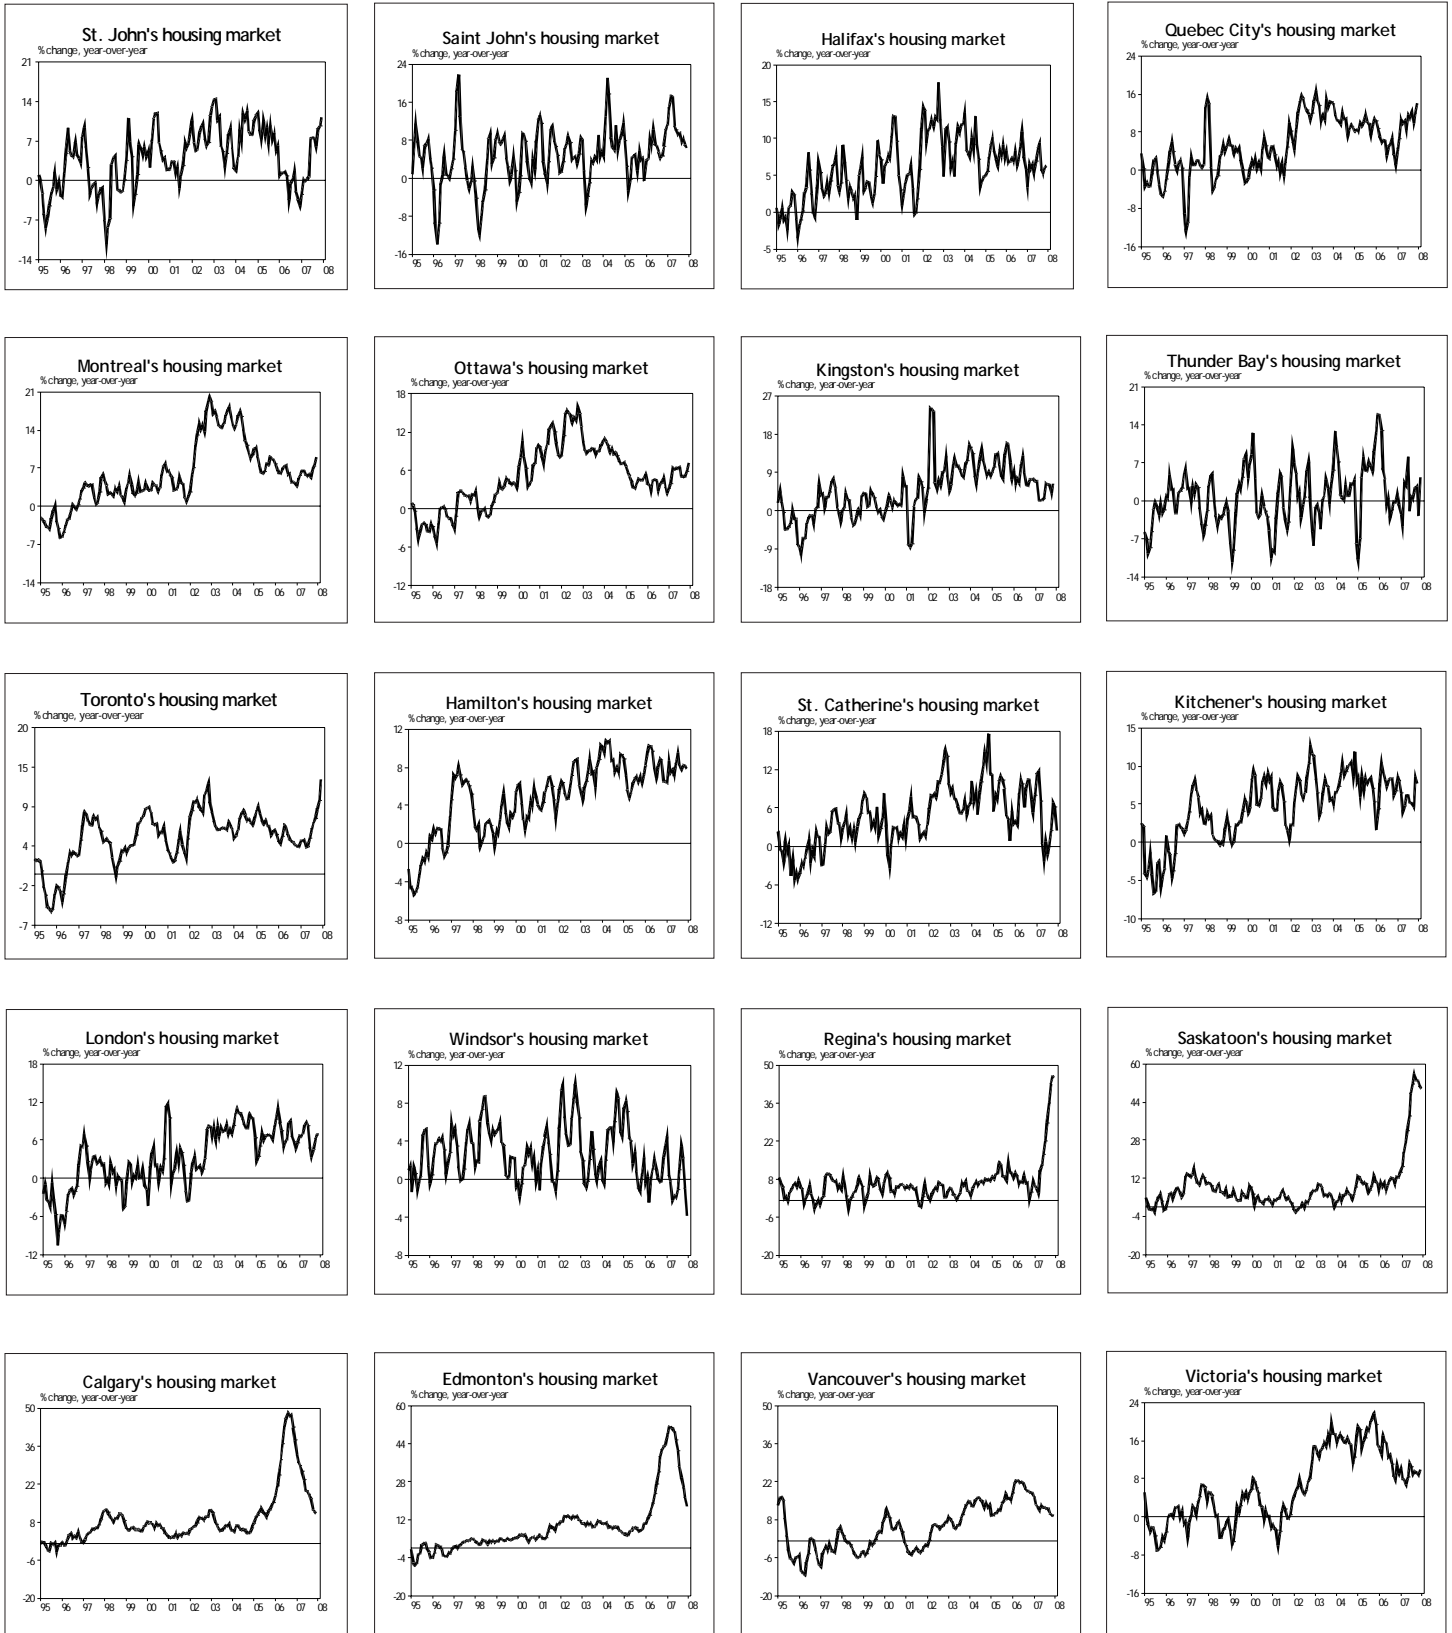 St. John's housing market
% change, year-over-year
21
14
7
0
-7
-14
95 96 97 98 99 00 01 02 03 04 05 06 07 08
Saint John's housing market
% change, year-over-year
24
16
8
0
-8
-16
95 96 97 98 99 00 01 02 03 04 05 06 07 08
Halifax's housing market
% change, year-over-year
20
15
10
5
0
-5
95 96 97 98 99 00 01 02 03 04 05 06 07 08
Quebec City's housing market
% change, year-over-year
24
16
8
0
-8
-16
95 96 97 98 99 00 01 02 03 04 05 06 07 08
Montreal's housing market
% change, year-over-year
21
14
7
0
-7
-14
95 96 97 98 99 00 01 02 03 04 05 06 07 08
Ottawa's housing market
% change, year-over-year
18
12
6
0
-6
-12
95 96 97 98 99 00 01 02 03 04 05 06 07 08
Kingston's housing market
% change, year-over-year
27
18
9
0
-9
-18
95 96 97 98 99 00 01 02 03 04 05 06 07 08
Thunder Bay's housing market
% change, year-over-year
21
14
7
0
-7
-14
95 96 97 98 99 00 01 02 03 04 05 06 07 08
Toronto's housing market
% change, year-over-year
20
15
9
4
-2
-7
95 96 97 98 99 00 01 02 03 04 05 06 07 08
Hamilton's housing market
% change, year-over-year
12
8
4
0
-4
-8
95 96 97 98 99 00 01 02 03 04 05 06 07 08
St. Catherine's housing market
% change, year-over-year
18
12
6
0
-6
-12
95 96 97 98 99 00 01 02 03 04 05 06 07 08
Kitchener's housing market
% change, year-over-year
15
10
5
0
-5
-10
95 96 97 98 99 00 01 02 03 04 05 06 07 08
London's housing market
% change, year-over-year
18
12
6
0
-6
-12
95 96 97 98 99 00 01 02 03 04 05 06 07 08
Windsor's housing market
% change, year-over-year
12
8
4
0
-4
-8
95 96 97 98 99 00 01 02 03 04 05 06 07 08
Regina's housing market
% change, year-over-year
50
36
22
8
-6
-20
95 96 97 98 99 00 01 02 03 04 05 06 07 08
Saskatoon's housing market
% change, year-over-year
60
44
28
12
-4
-20
95 96 97 98 99 00 01 02 03 04 05 06 07 08
Calgary's housing market
% change, year-over-year
50
36
22
8
-6
-20
95 96 97 98 99 00 01 02 03 04 05 06 07 08
Edmonton's housing market
% change, year-over-year
60
44
28
12
-4
-20
95 96 97 98 99 00 01 02 03 04 05 06 07 08
Vancouver's housing market
% change, year-over-year
50
36
22
8
-6
-20
95 96 97 98 99 00 01 02 03 04 05 06 07 08
Victoria's housing market
% change, year-over-year
24
16
8
0
-8
-16
95 96 97 98 99 00 01 02 03 04 05 06 07 08